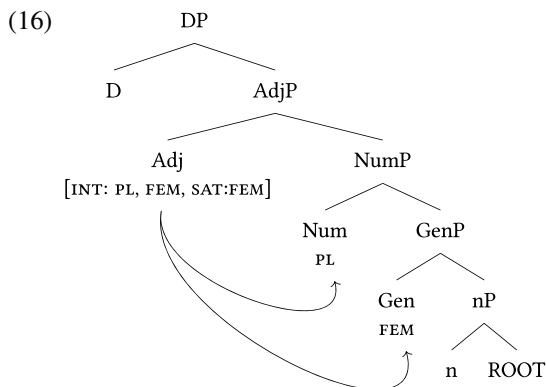 (16) DP
D AdjP
Adj NumP
[INT: PL, FEM, SAT:FEM]
Num GenP
PL
Gen nP
FEM
n ROOT